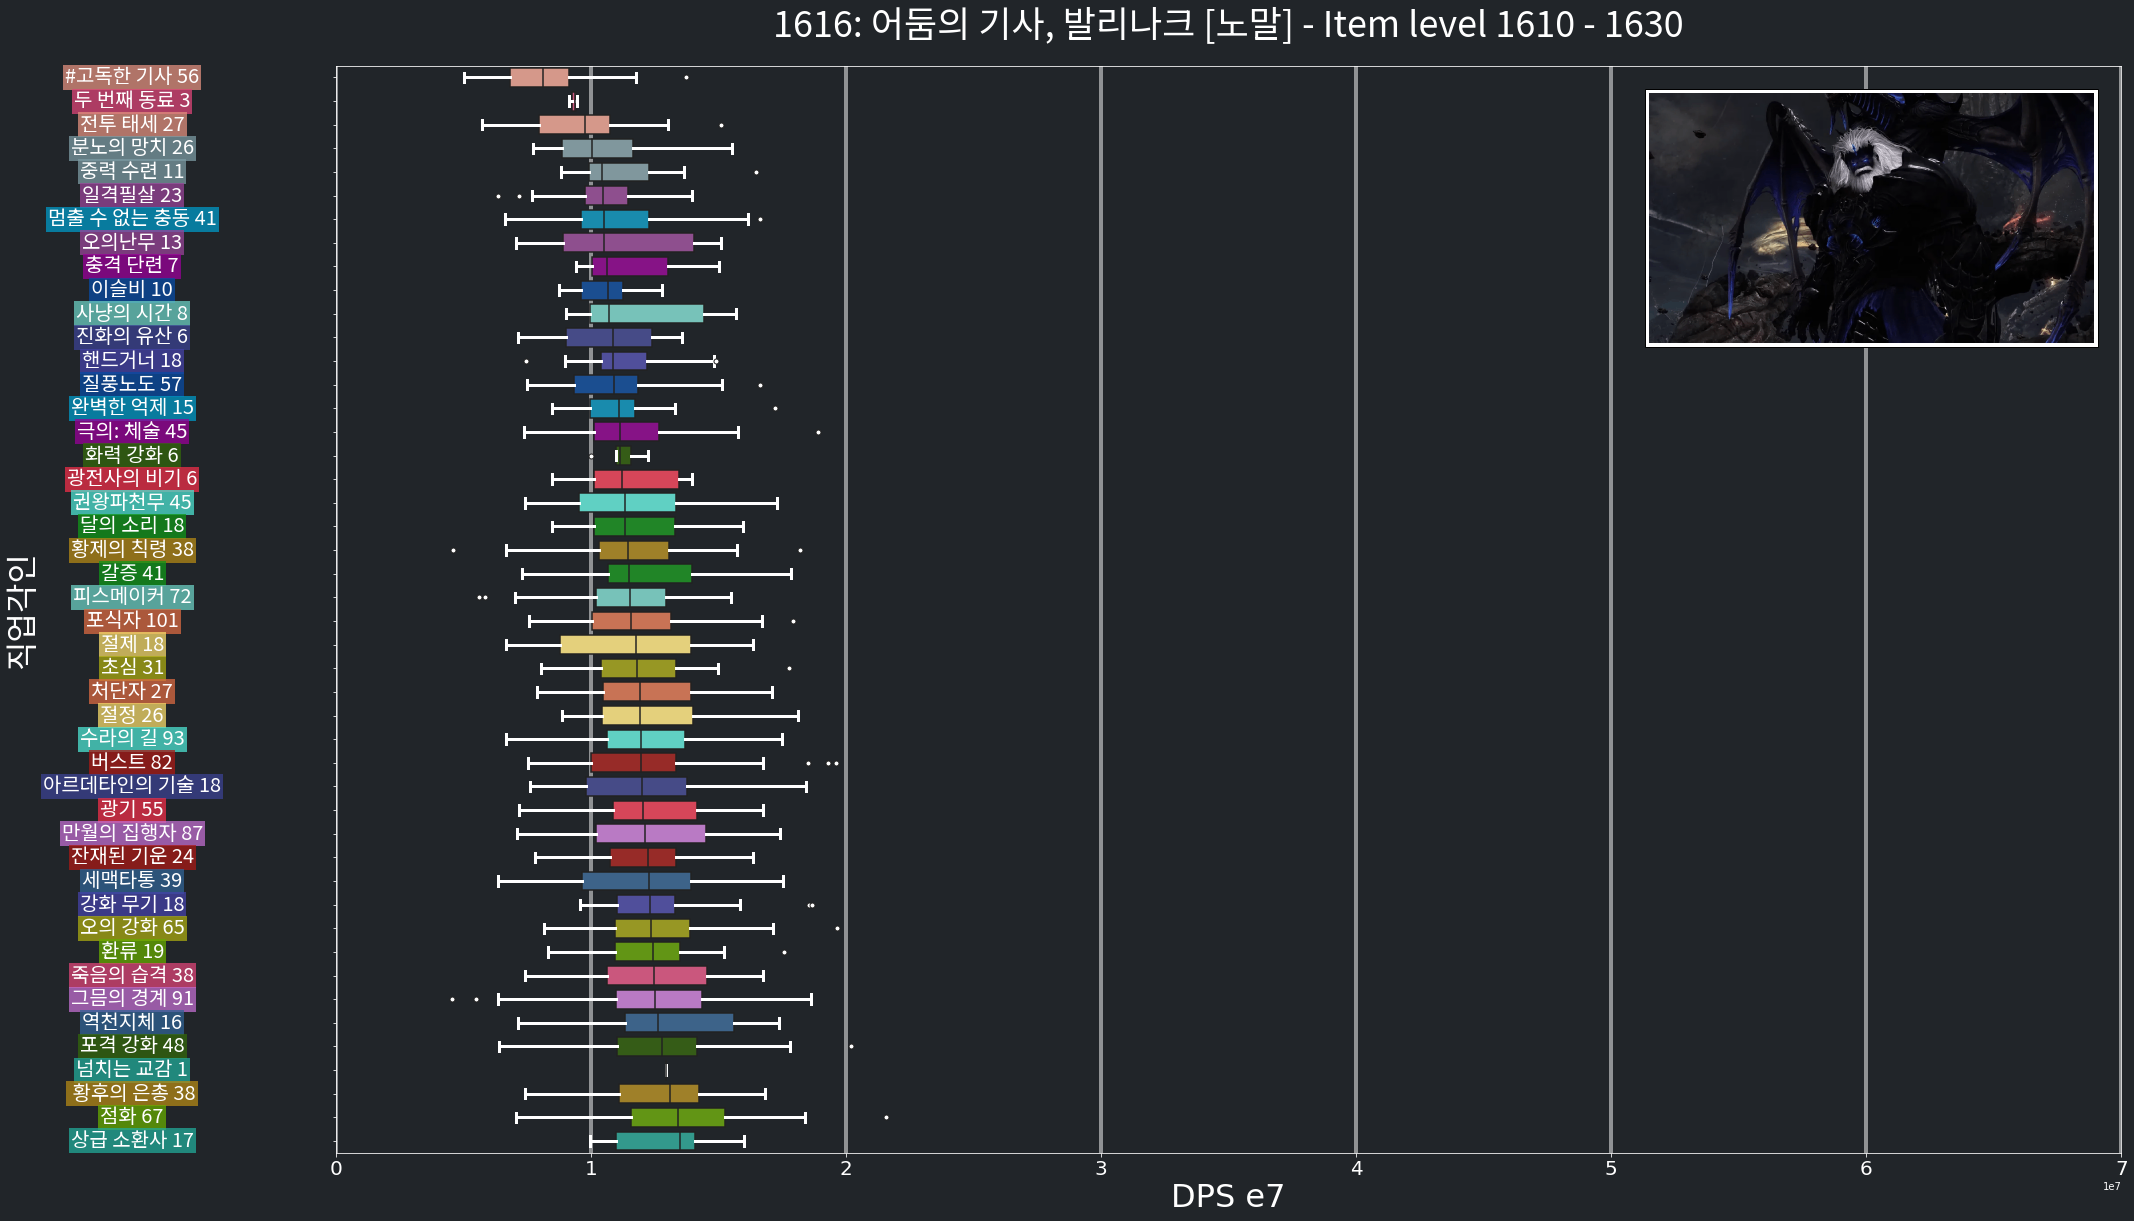 1616: 어둠의 기사, 발리나크 [노말] - Item level 1610 - 1630
직업각인
#고독한 기사 56
두 번째 동료 3
전투 태세 27
분노의 망치 26
중력 수련 11
일격필살 23
멈출 수 없는 충동 41
오의난무 13
충격 단련 7
이슬비 10
사냥의 시간 8
진화의 유산 6
핸드거너 18
질풍노도 57
완벽한 억제 15
극의: 체술 45
화력 강화 6
광전사의 비기 6
권왕파천무 45
달의 소리 18
황제의 칙령 38
갈증 41
피스메이커 72
포식자 101
절제 18
초심 31
처단자 27
절정 26
수라의 길 93
버스트 82
아르데타인의 기술 18
광기 55
만월의 집행자 87
잔재된 기운 24
세맥타통 39
강화 무기 18
오의 강화 65
환류 19
죽음의 습격 38
그믐의 경계 91
역천지체 16
포격 강화 48
넘치는 교감 1
황후의 은총 38
점화 67
상급 소환사 17
0 1 2 3 4 5 6 7
1e7
DPS e7